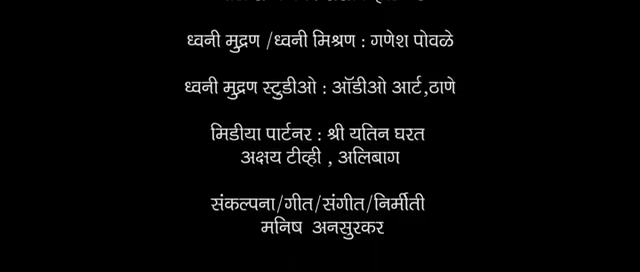 ध्वनी मुद्रण /ध्वनी मिश्रण : गणेश पोवळे
ध्वनी मुद्रण स्टुडीओ : ऑडीओ आर्ट,ठाणे
मिडीया पार्टनर : श्री यतिन घरत
अक्षय टीव्ही , अलिबाग
संकल्पना/गीत/संगीत/निर्मीती
मनिष अनसुरकर